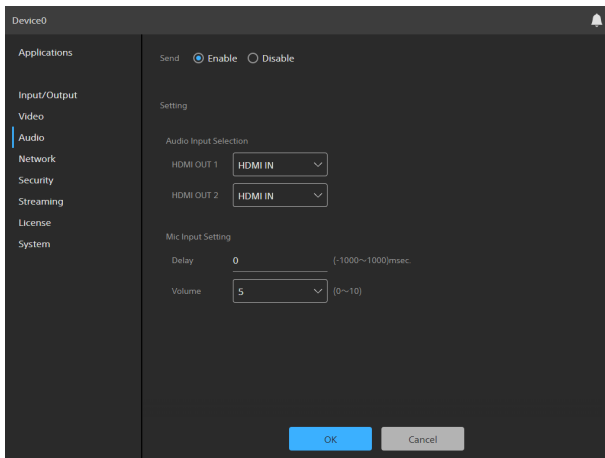 Device0
Applications
Input/Output
Video
Audio
Network
Security
Streaming
License
System
Send Enable Disable
Setting
Audio Input Selection
HDMI OUT 1 HDMI IN
HDMI OUT 2 HDMI IN
Mic Input Setting
Delay 0 (-1000～1000)msec.
Volume 5 (0～10)
OK Cancel